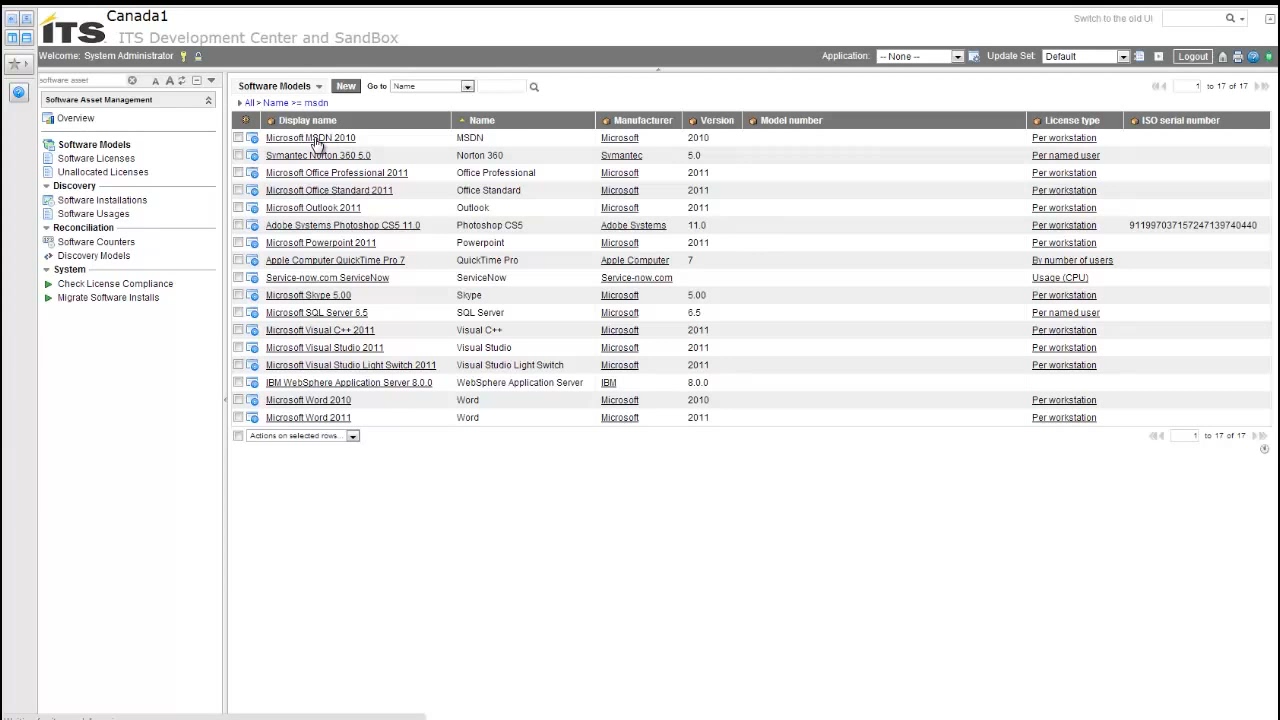 ITS Canada1
ITS Development Center and SandBox
Switch to the old UI
Welcome: System Administrator
Application: -- None -- Update Set: Default Logout
software asset A A
Software Asset Management
Overview
Software Models
Software Licenses
Unallocated Licenses
Discovery
Software Installations
Software Usages
Reconciliation
Software Counters
Discovery Models
System
Check License Compliance
Migrate Software Installs
Software Models New Go to Name 1 to 17 of 17
All > Name >= msdn
Display name Name Manufacturer Version Model number License type ISO serial number
Microsoft MSDN 2010 MSDN Microsoft 2010 Per workstation
Symantec Norton 360 5.0 Norton 360 Symantec 5.0 Per named user
Microsoft Office Professional 2011 Office Professional Microsoft 2011 Per workstation
Microsoft Office Standard 2011 Office Standard Microsoft 2011 Per workstation
Microsoft Outlook 2011 Outlook Microsoft 2011 Per workstation
Adobe Systems Photoshop CS5 11.0 Photoshop CS5 Adobe Systems 11.0 911997037157247139740440
Microsoft Powerpoint 2011 Powerpoint Microsoft 2011 Per workstation
Apple Computer QuickTime Pro 7 QuickTime Pro Apple Computer 7 By number of users
Service-now.com ServiceNow ServiceNow Service-now.com Usage (CPU)
Microsoft Skype 5.00 Skype Microsoft 5.00 Per workstation
Microsoft SQL Server 6.5 SQL Server Microsoft 6.5 Per named user
Microsoft Visual C++ 2011 Visual C++ Microsoft 2011 Per workstation
Microsoft Visual Studio 2011 Visual Studio Microsoft 2011 Per workstation
Microsoft Visual Studio Light Switch 2011 Visual Studio Light Switch Microsoft 2011 Per workstation
IBM WebSphere Application Server 8.0.0 WebSphere Application Server IBM 8.0.0
Microsoft Word 2010 Word Microsoft 2010 Per workstation
Microsoft Word 2011 Word Microsoft 2011 Per workstation
Actions on selected rows... 1 to 17 of 17